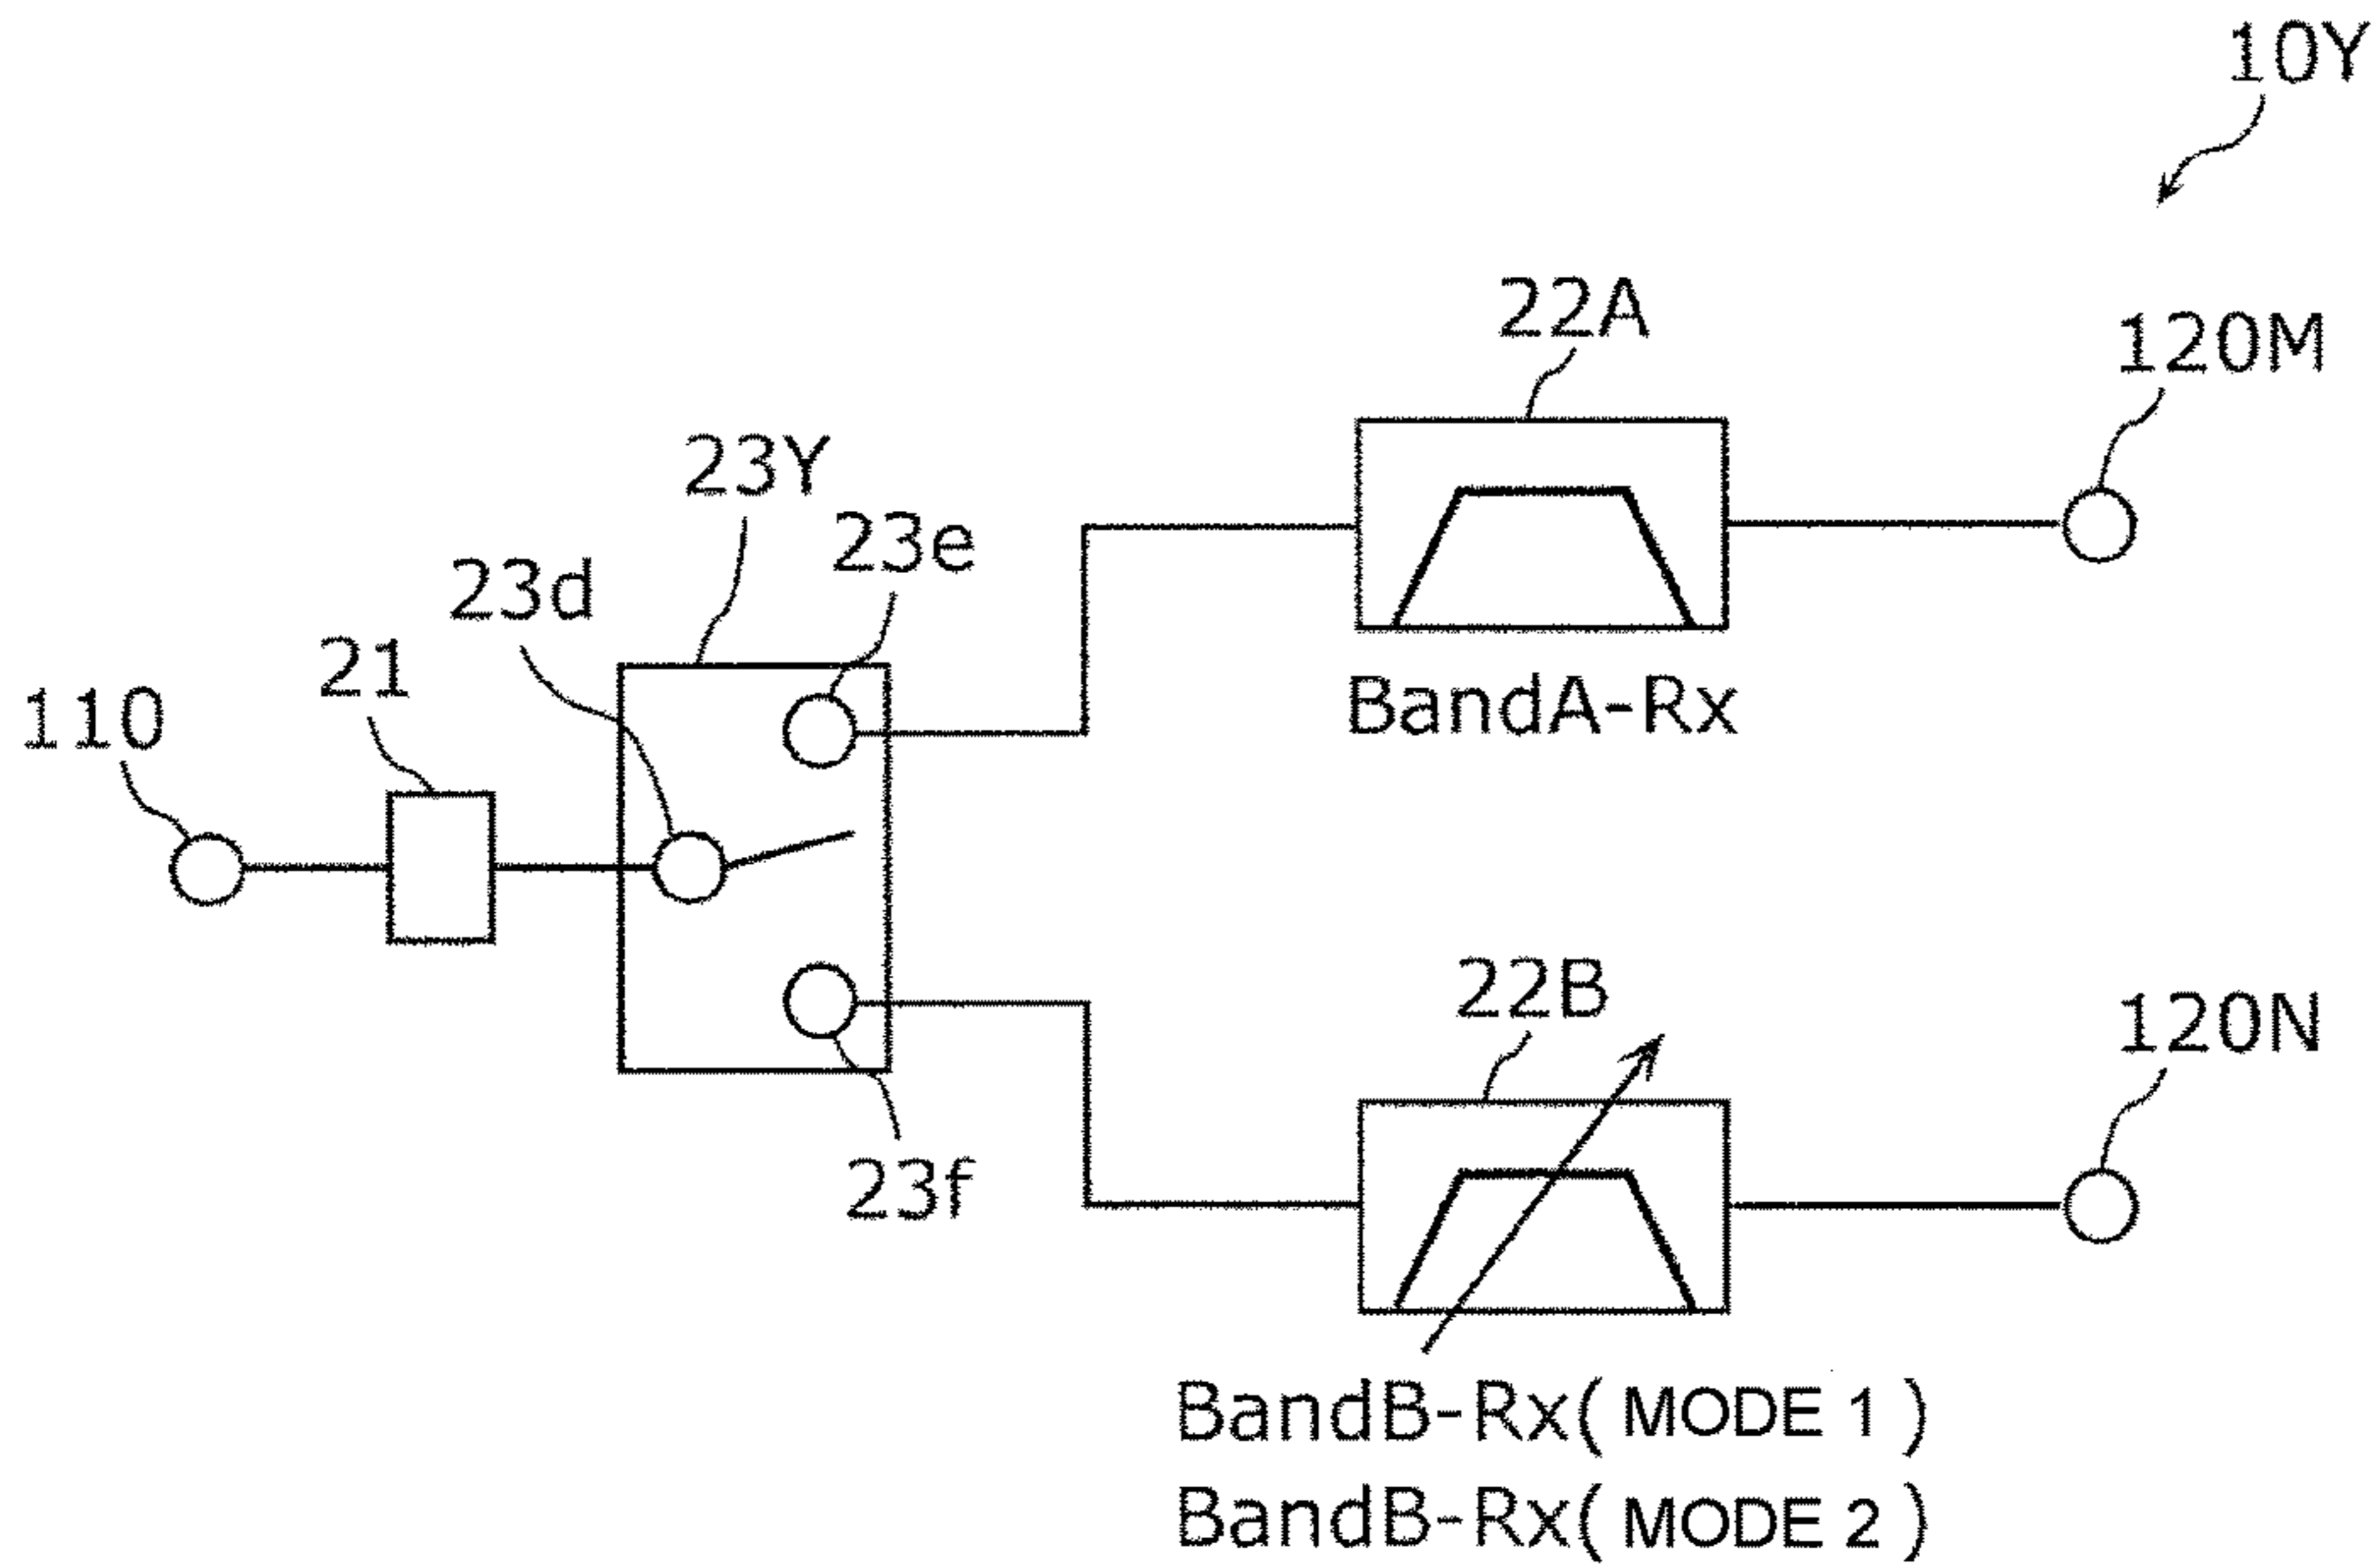 10Y
22A
120M
23Y
23e
23d
21
110
BandA-Rx
22B
120N
23f
BandB-Rx( MODE 1 )
BandB-Rx( MODE 2 )